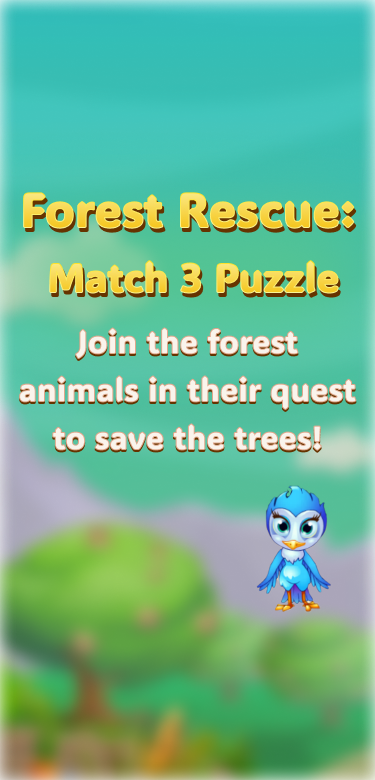 Forest Rescue:
Match 3 Puzzle
Join the forest
animals in their quest
to save the trees!